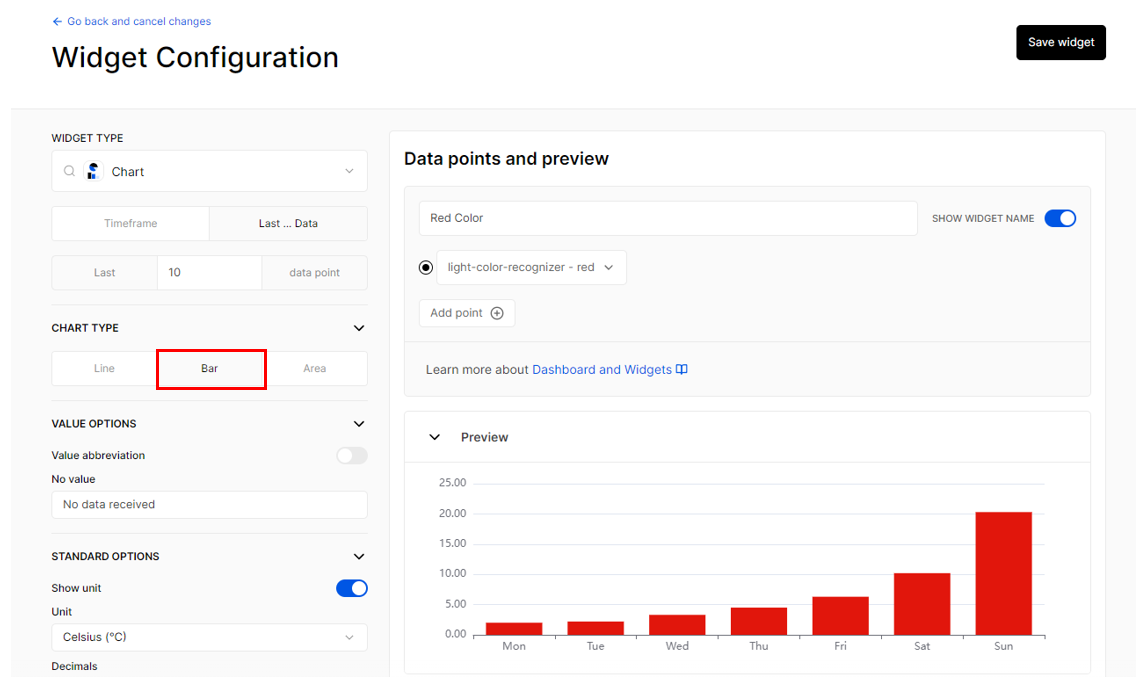 Go back and cancel changes
Widget Configuration
Save widget
WIDGET TYPE
Chart
Timeframe
Last ... Data
Last
10
data point
CHART TYPE
Line
Bar
Area
VALUE OPTIONS
Value abbreviation
No value
No data received
STANDARD OPTIONS
Show unit
Unit
Celsius (°C)
Decimals
Data points and preview
Red Color
SHOW WIDGET NAME
light-color-recognizer - red
Add point
Learn more about Dashboard and Widgets
Preview
25.00
20.00
15.00
10.00
5.00
0.00
Mon Tue Wed Thu Fri Sat Sun